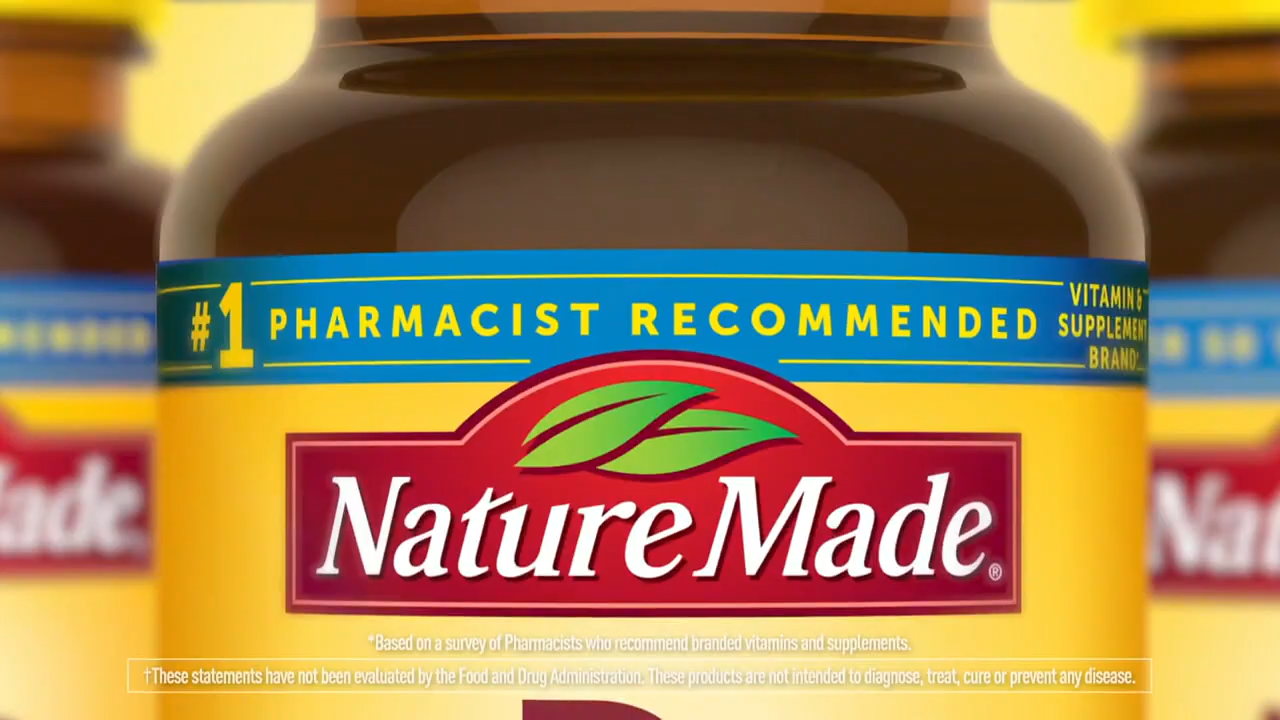 #1 PHARMACIST RECOMMENDED
VITAMIN &
SUPPLEMENT
BRAND*
Nature Made®
*Based on a survey of Pharmacists who recommend branded vitamins and supplements.
†These statements have not been evaluated by the Food and Drug Administration. These products are not intended to diagnose, treat, cure or prevent any disease.